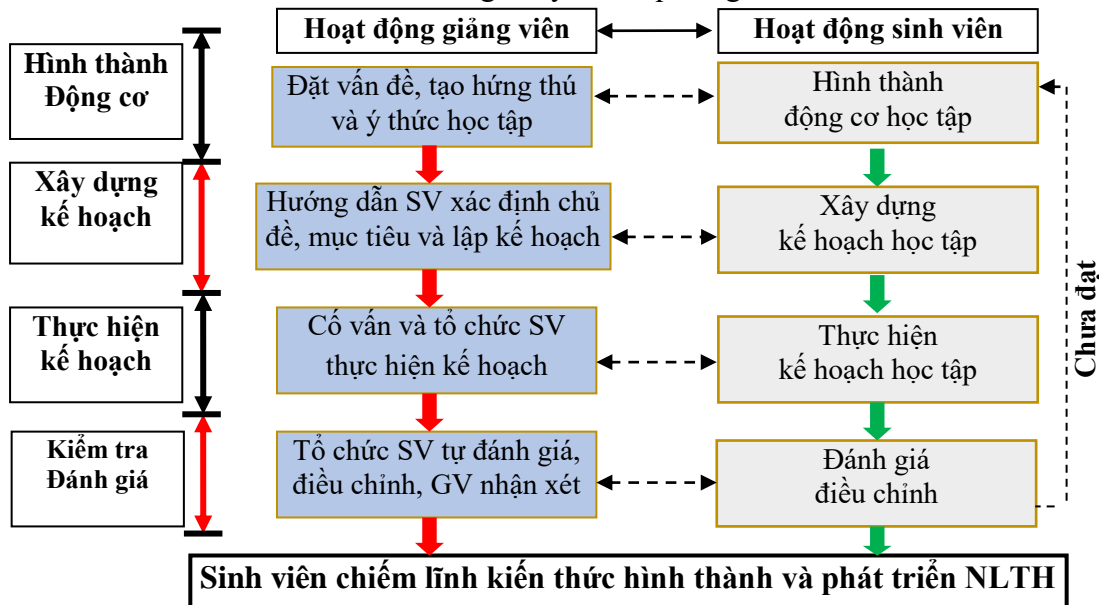 Hoạt động giảng viên
Hoạt động sinh viên
Hình thành
Động cơ
Đặt vấn đề, tạo hứng thú
và ý thức học tập
Hình thành
động cơ học tập
Xây dựng
kế hoạch
Hướng dẫn SV xác định chủ
đề, mục tiêu và lập kế hoạch
Xây dựng
kế hoạch học tập
Thực hiện
kế hoạch
Cố vấn và tổ chức SV
thực hiện kế hoạch
Thực hiện
kế hoạch học tập
Chưa đạt
Kiểm tra
Đánh giá
Tổ chức SV tự đánh giá,
điều chỉnh, GV nhận xét
Đánh giá
điều chỉnh
Sinh viên chiếm lĩnh kiến thức hình thành và phát triển NLTH